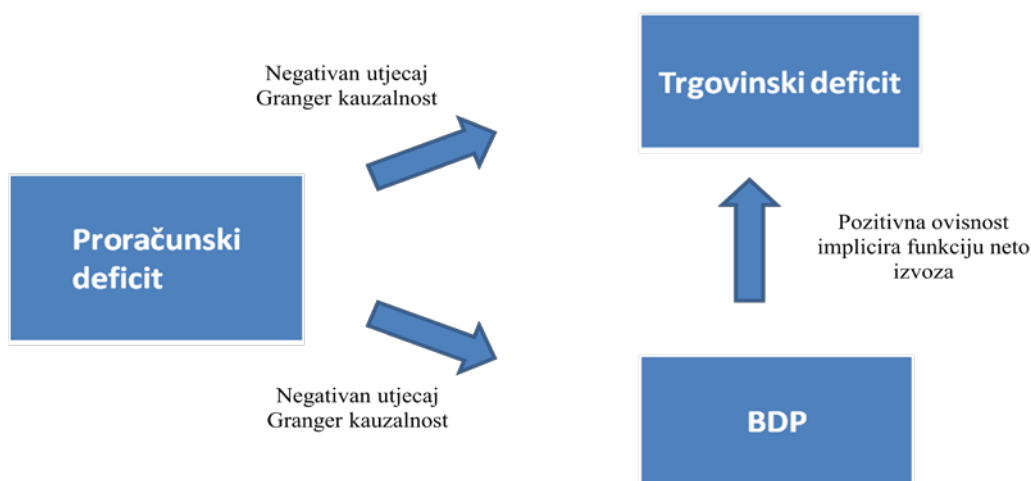 Negativan utjecaj
Granger kauzalnost
Trgovinski deficit
Proračunski
deficit
Pozitivna ovisnost
implicira funkciju neto
izvoza
Negativan utjecaj
Granger kauzalnost
BDP